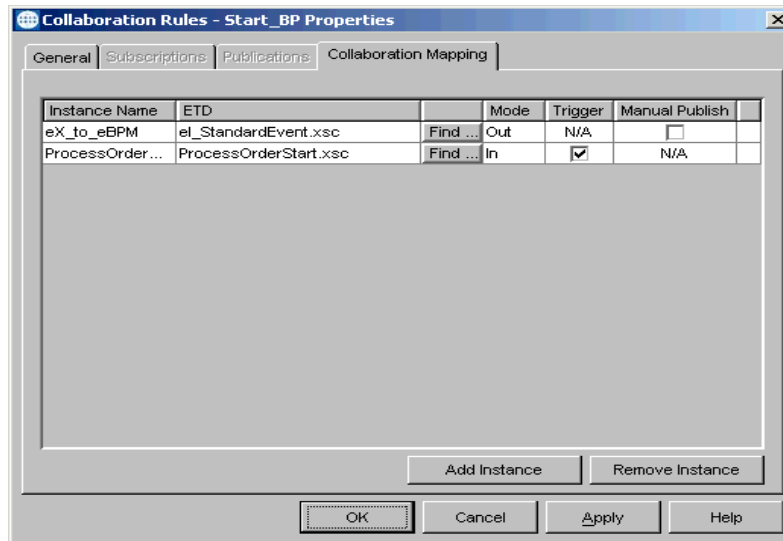 Collaboration Rules - Start_BP Properties
General Subscriptions Publications Collaboration Mapping
Instance Name ETD Mode Trigger Manual Publish
eX_to_eBPM eI_StandardEvent.xsc Find ... Out N/A
ProcessOrder... ProcessOrderStart.xsc Find ... In N/A
Add Instance Remove Instance
OK Cancel Apply Help